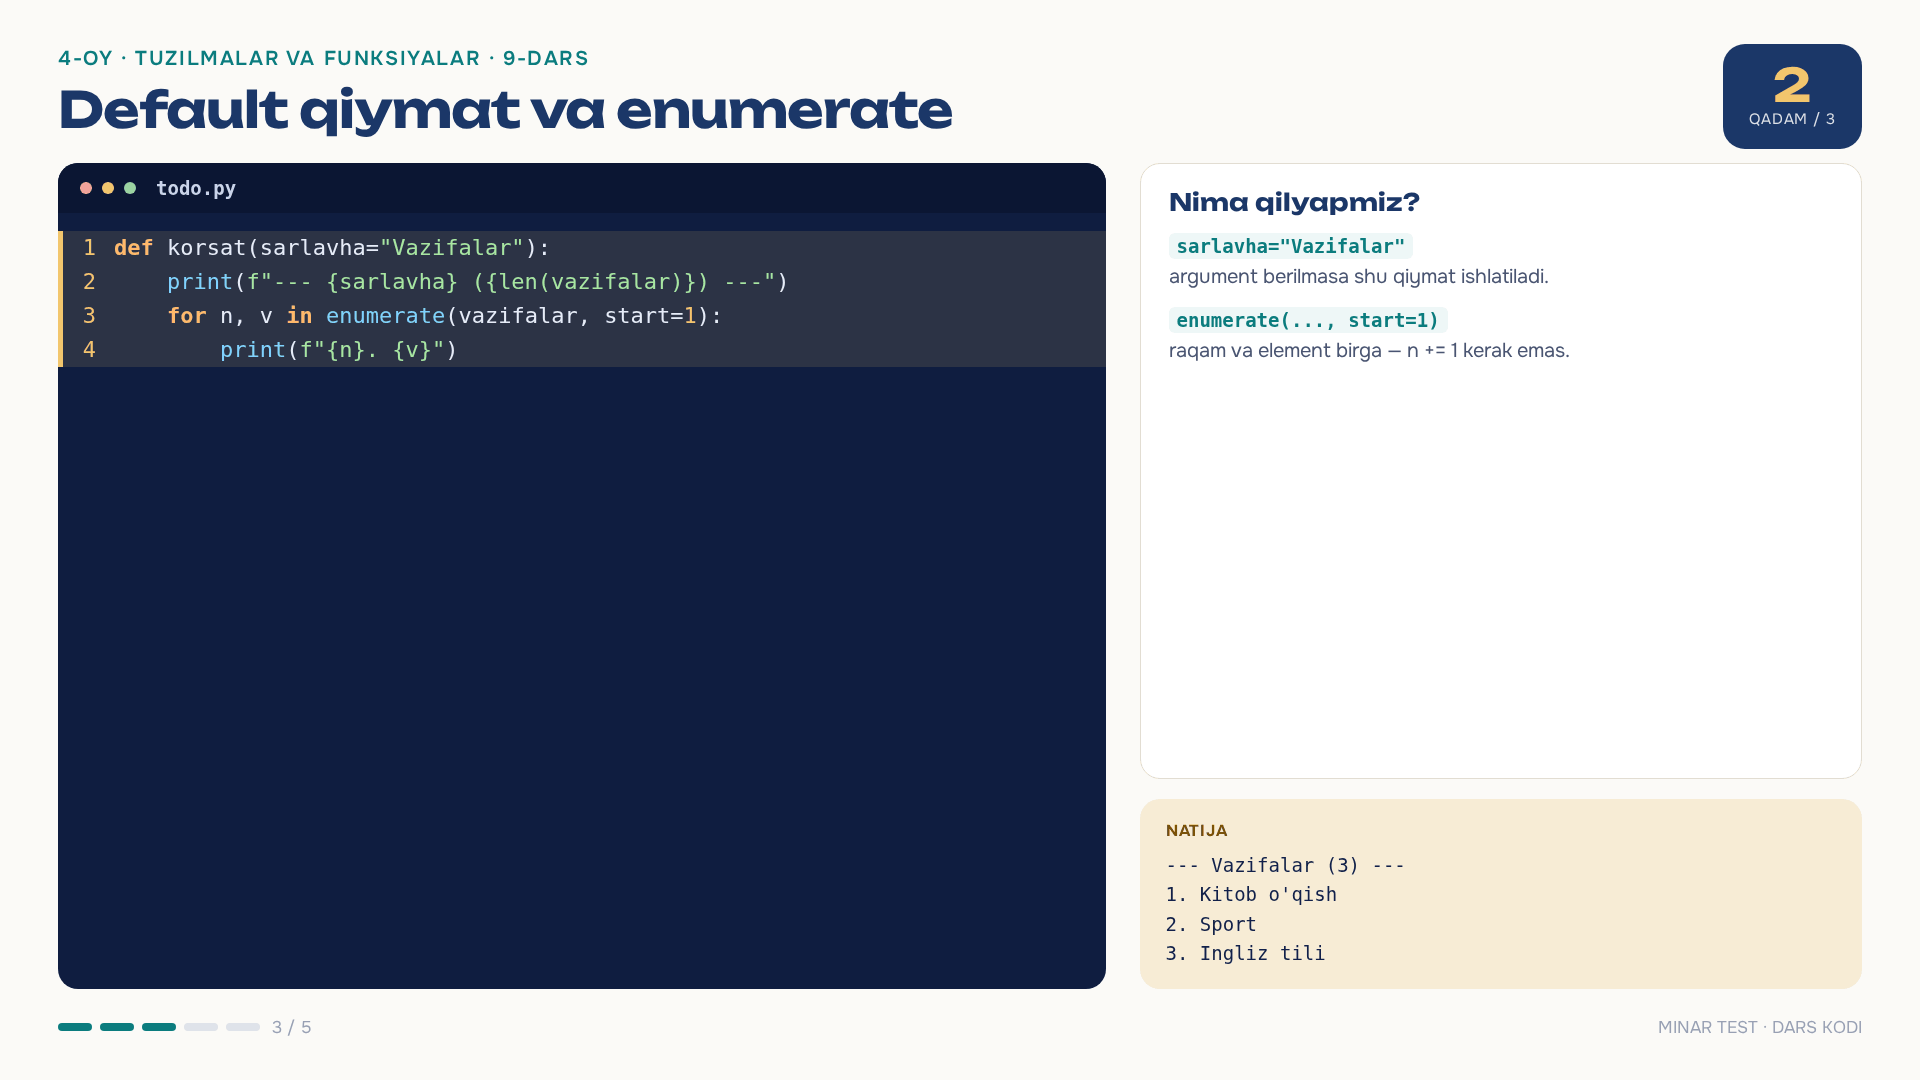 4-OY · TUZILMALAR VA FUNKSIYALAR · 9-DARS
Default qiymat va enumerate
2
QADAM / 3
todo.py
1 def korsat(sarlavha="Vazifalar"):
2     print(f"--- {sarlavha} ({len(vazifalar)}) ---")
3     for n, v in enumerate(vazifalar, start=1):
4         print(f"{n}. {v}")
Nima qilyapmiz?
sarlavha="Vazifalar"
argument berilmasa shu qiymat ishlatiladi.
enumerate(..., start=1)
raqam va element birga — n += 1 kerak emas.
NATIJA
--- Vazifalar (3) ---
1. Kitob o'qish
2. Sport
3. Ingliz tili
3 / 5
MINAR TEST · DARS KODI